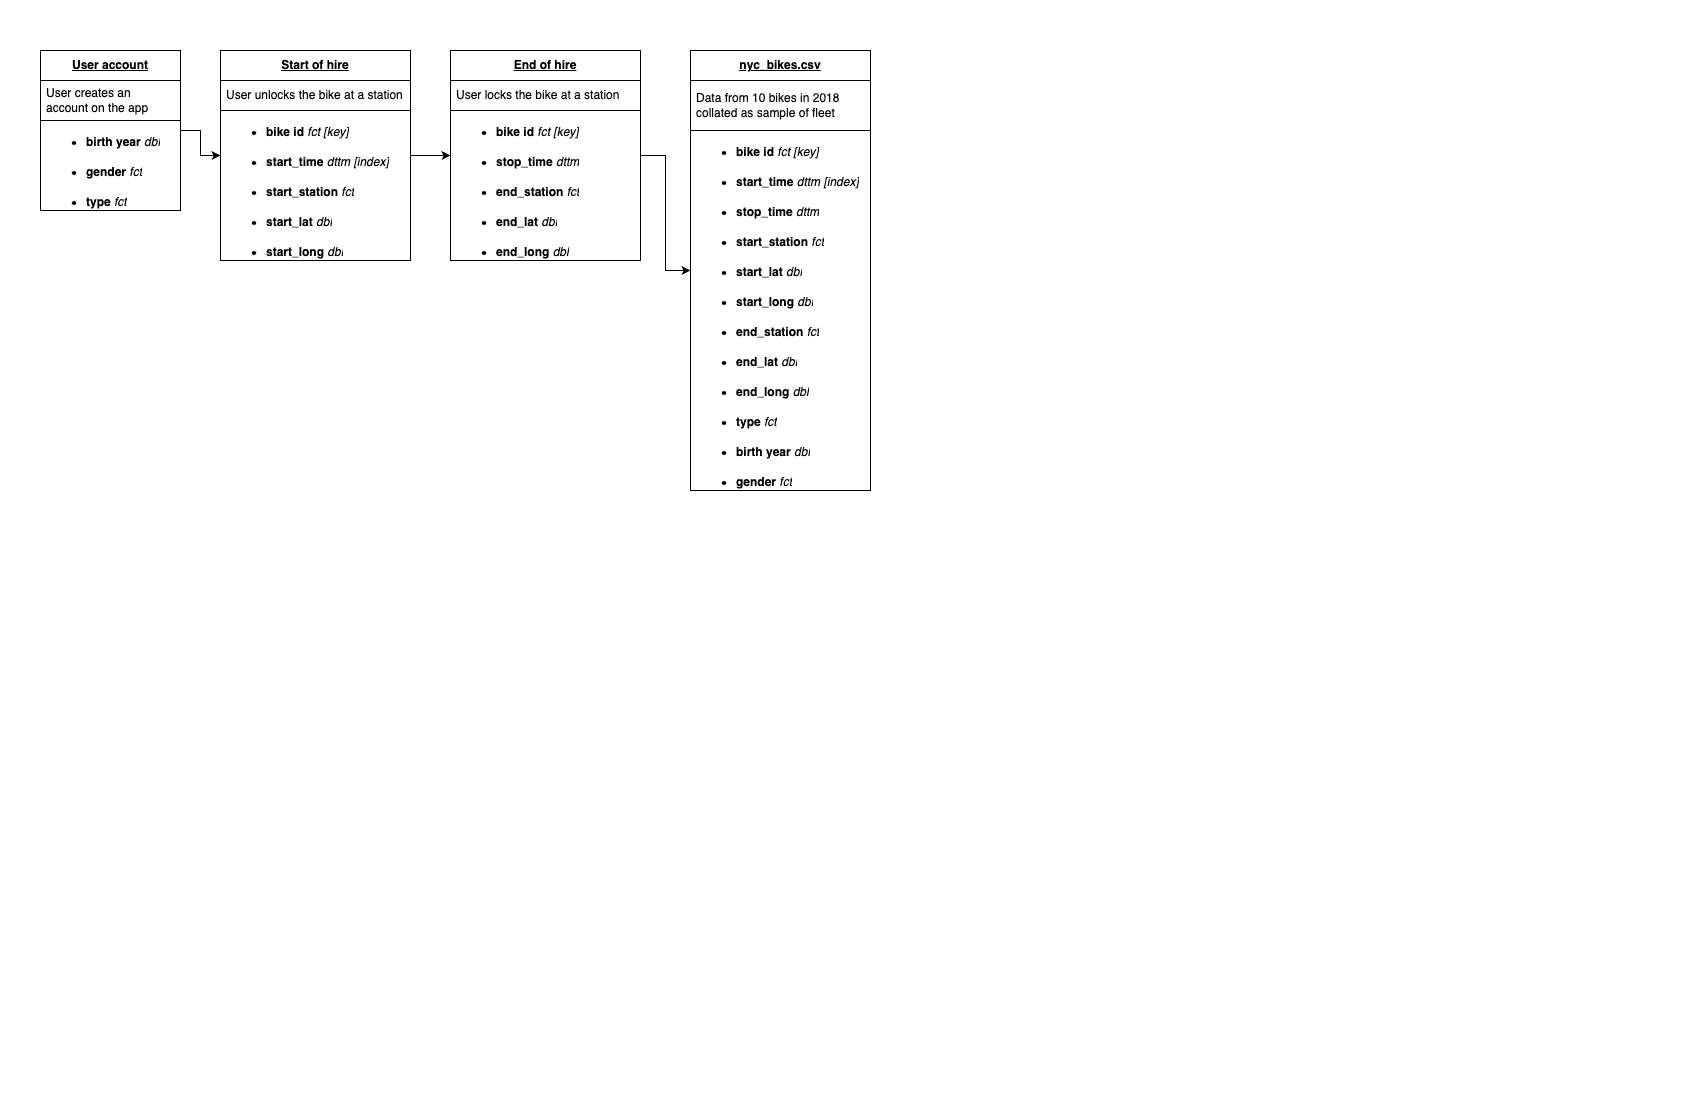 User account
User creates an
account on the app
birth year dbl
gender fct
type fct
Start of hire
User unlocks the bike at a station
bike id fct [key]
start_time dttm [index]
start_station fct
start_lat dbl
start_long dbl
End of hire
User locks the bike at a station
bike id fct [key]
stop_time dttm
end_station fct
end_lat dbl
end_long dbl
nyc_bikes.csv
Data from 10 bikes in 2018
collated as sample of fleet
bike id fct [key]
start_time dttm [index]
stop_time dttm
start_station fct
start_lat dbl
start_long dbl
end_station fct
end_lat dbl
end_long dbl
type fct
birth year dbl
gender fct